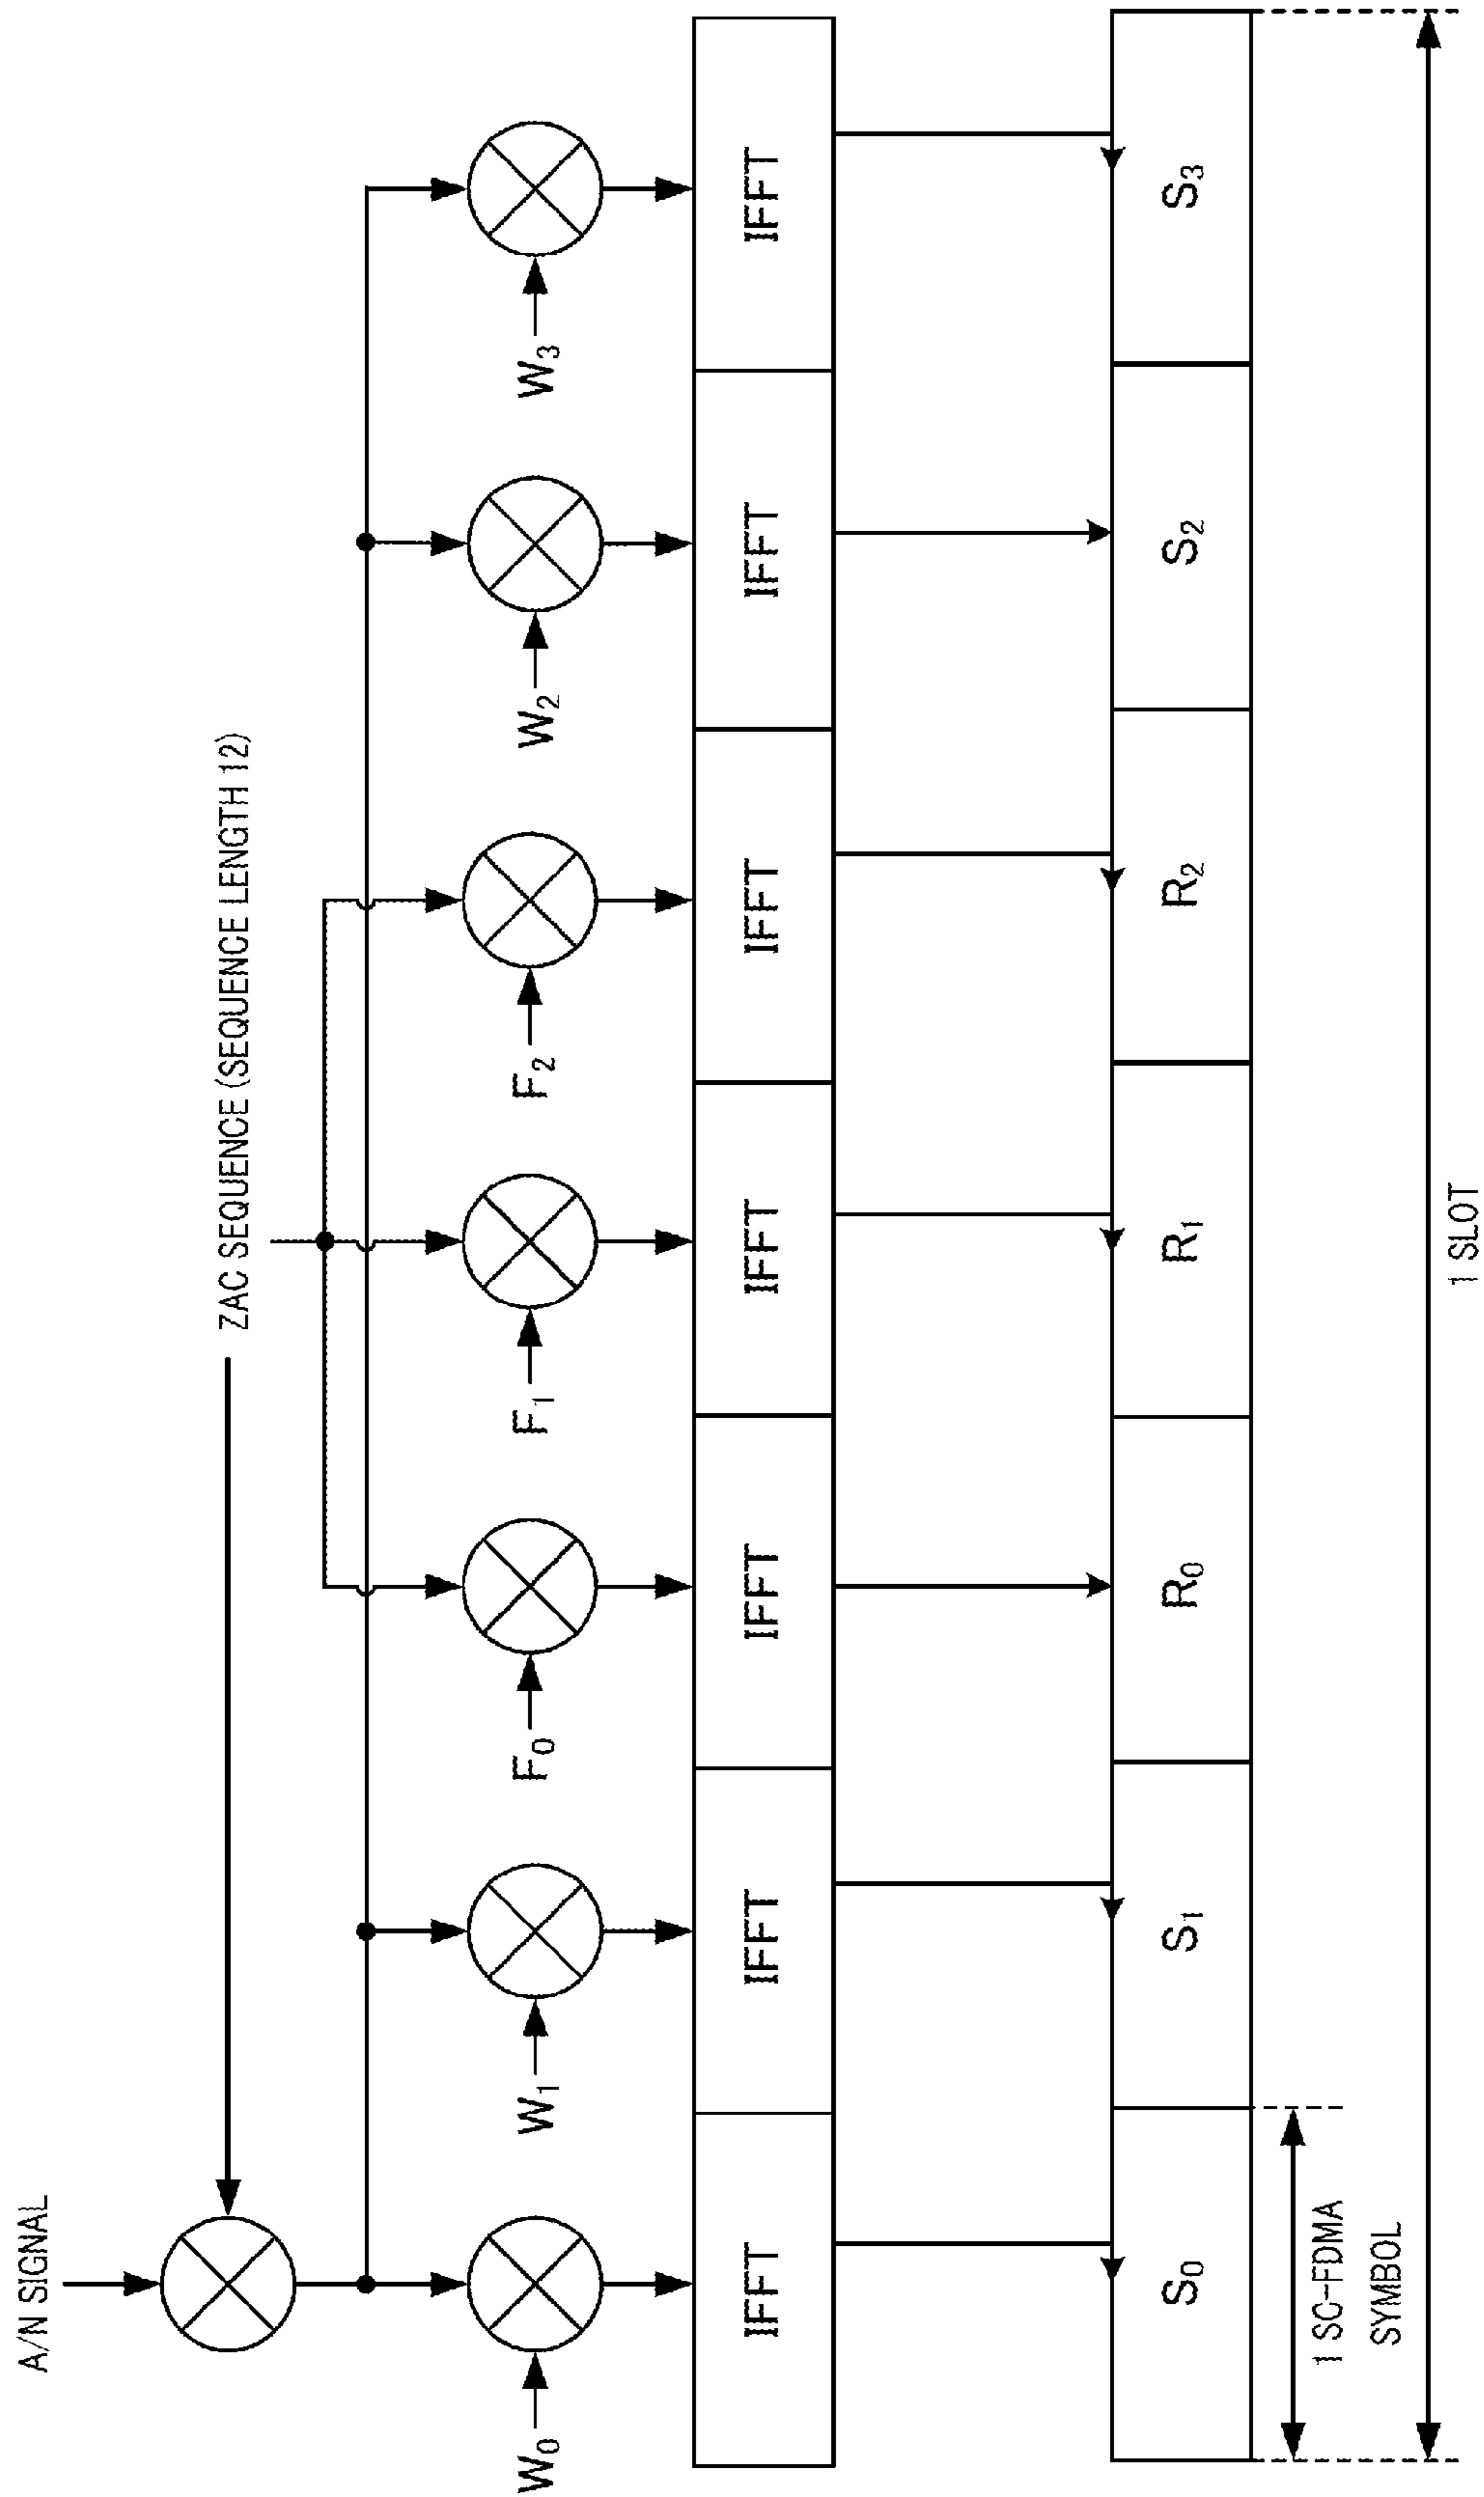 A/N SIGNAL
ZAC SEQUENCE (SEQUENCE LENGTH 12)
W0 W1 F0 F1 F2 W2 W3
IFFT IFFT IFFT IFFT IFFT IFFT IFFT
S0 S1 R0 R1 R2 S2 S3
1 SC-FDMA
SYMBOL
1 SLOT